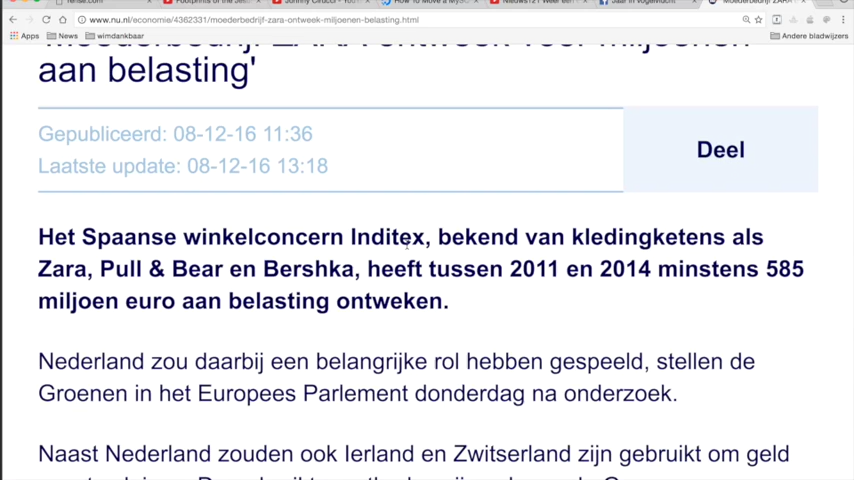 www.nu.nl/economie/4362331/moederbedrijf-zara-ontweek-miljoenen-belasting.html
Apps News wimdankbaar Andere bladwijzers
aan belasting'
Gepubliceerd: 08-12-16 11:36
Laatste update: 08-12-16 13:18
Deel
Het Spaanse winkelconcern Inditex, bekend van kledingketens als
Zara, Pull & Bear en Bershka, heeft tussen 2011 en 2014 minstens 585
miljoen euro aan belasting ontweken.
Nederland zou daarbij een belangrijke rol hebben gespeeld, stellen de
Groenen in het Europees Parlement donderdag na onderzoek.
Naast Nederland zouden ook Ierland en Zwitserland zijn gebruikt om geld